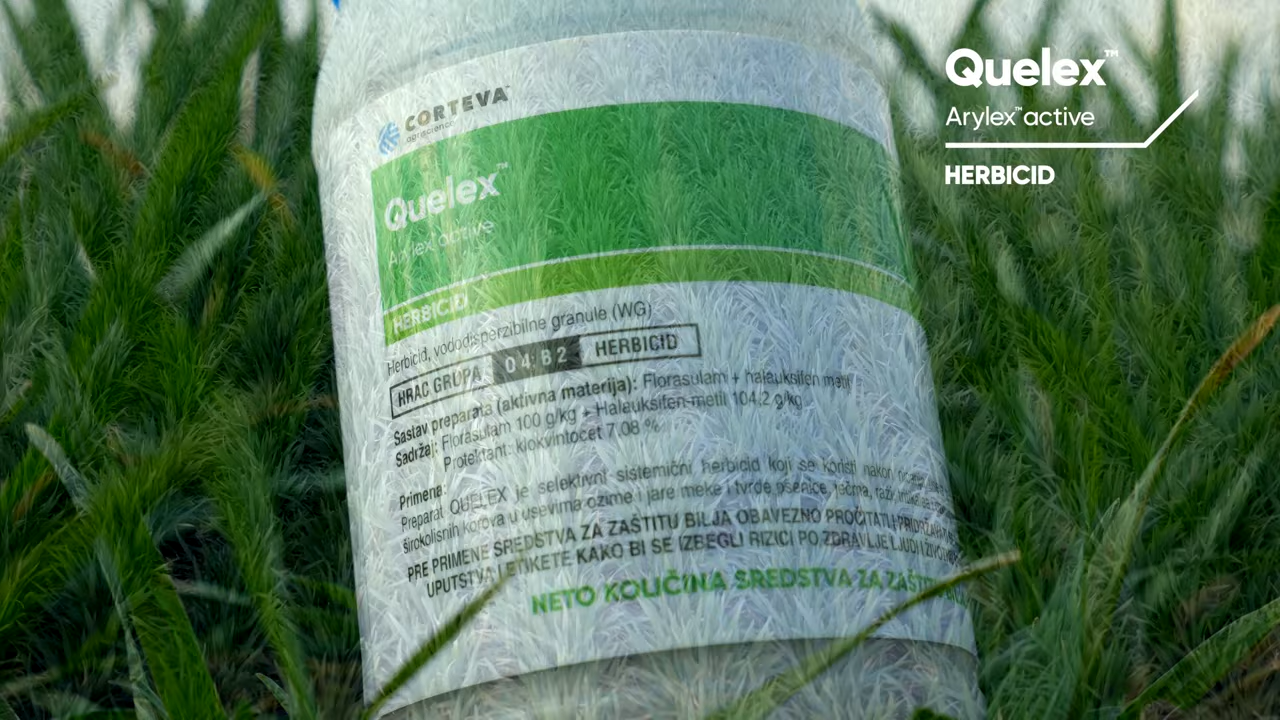 CORTEVA
agriscience
Quelex™
Arylex active
HERBICID
Herbicid, vododisperzibilne granule (WG)
HRAC GRUPA 04; B2 HERBICID
Sastav preparata (aktivna materija): Florasulam + halauksifen metil
Sadržaj: Florasulam 100 g/kg + Halauksifen-metil 104,2 g/kg
Protektant: klokvintocet 7,08 %
Primena:
Preparat QUELEX je selektivni sistemični herbicid koji se koristi nakon
širokolisnih korova u usevima ozime i jare meke i tvrde pšenice, ječma, raži
PRE PRIMENE SREDSTVA ZA ZAŠTITU BILJA OBAVEZNO PROČITATI I
UPUTSTVA I ETIKETE KAKO BI SE IZBEGLI RIZICI PO ZDRAVLJE LJUDI I
NETO KOLIČINA SREDSTVA ZA
Quelex™
Arylex™ active
HERBICID